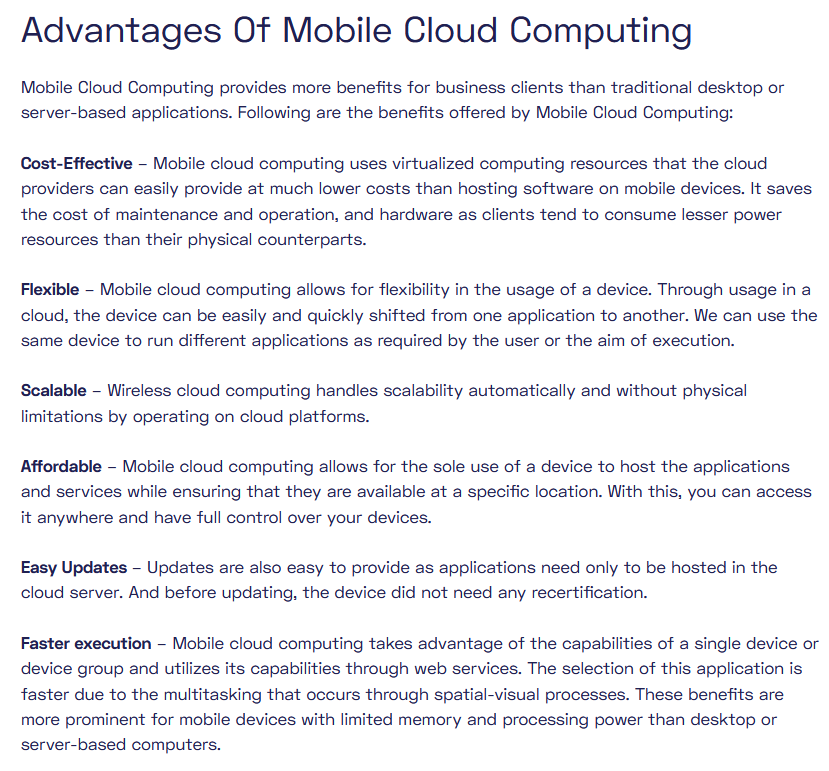 Advantages Of Mobile Cloud Computing
Mobile Cloud Computing provides more benefits for business clients than traditional desktop or
server-based applications. Following are the benefits offered by Mobile Cloud Computing:
Cost-Effective – Mobile cloud computing uses virtualized computing resources that the cloud
providers can easily provide at much lower costs than hosting software on mobile devices. It saves
the cost of maintenance and operation, and hardware as clients tend to consume lesser power
resources than their physical counterparts.
Flexible – Mobile cloud computing allows for flexibility in the usage of a device. Through usage in a
cloud, the device can be easily and quickly shifted from one application to another. We can use the
same device to run different applications as required by the user or the aim of execution.
Scalable – Wireless cloud computing handles scalability automatically and without physical
limitations by operating on cloud platforms.
Affordable – Mobile cloud computing allows for the sole use of a device to host the applications
and services while ensuring that they are available at a specific location. With this, you can access
it anywhere and have full control over your devices.
Easy Updates – Updates are also easy to provide as applications need only to be hosted in the
cloud server. And before updating, the device did not need any recertification.
Faster execution – Mobile cloud computing takes advantage of the capabilities of a single device or
device group and utilizes its capabilities through web services. The selection of this application is
faster due to the multitasking that occurs through spatial-visual processes. These benefits are
more prominent for mobile devices with limited memory and processing power than desktop or
server-based computers.